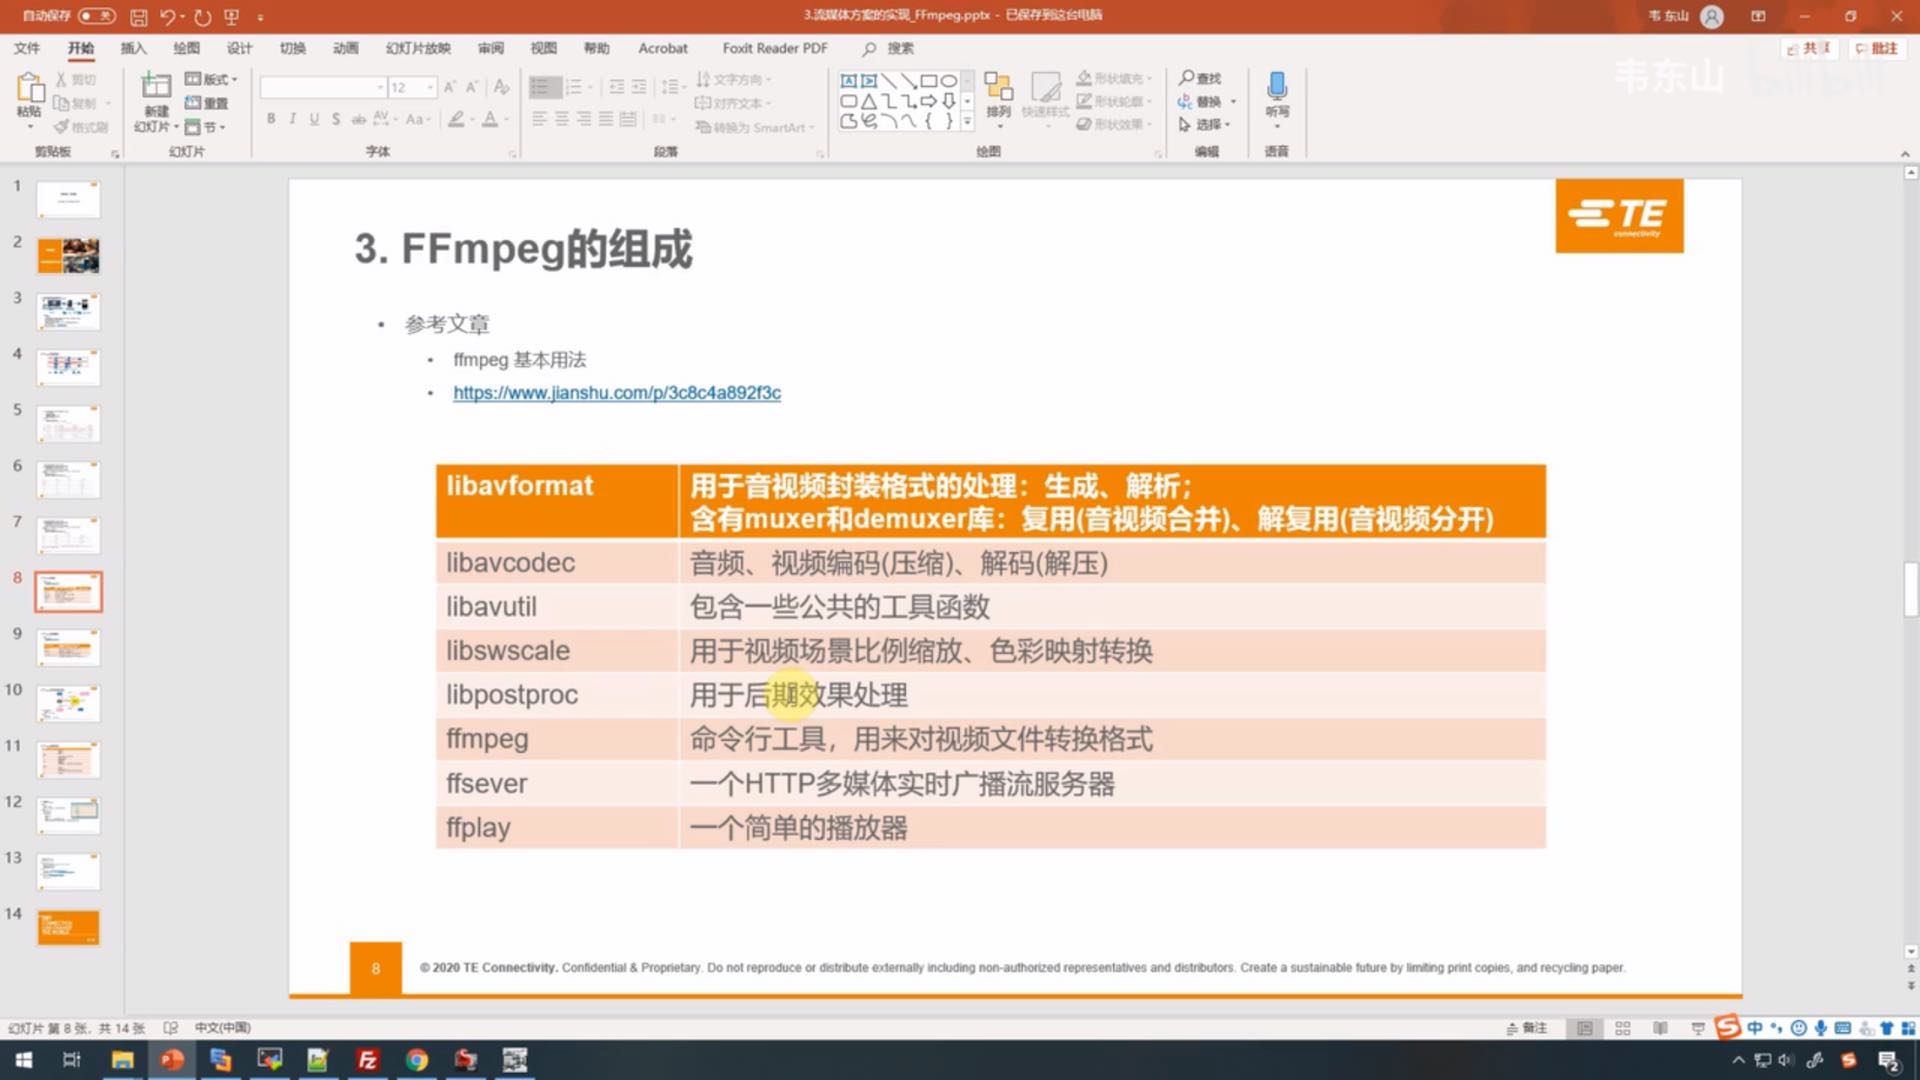 自动保存 关
3.流媒体方案的实现_FFmpeg.pptx - 已保存到这台电脑
韦 东山
文件 开始 插入 绘图 设计 切换 动画 幻灯片放映 审阅 视图 帮助 Acrobat Foxit Reader PDF 搜索
共享 批注
韦东山 bilibili
粘贴 剪切 复制 格式刷
剪贴板
新建 幻灯片 版式 重置 节
幻灯片
12
B I U S ab AV Aa A
字体
文字方向
对齐文本
转换为 SmartArt
段落
排列 快速样式
形状填充
形状轮廓
形状效果
绘图
查找
替换
选择
编辑
听写
语音
1
2
3
4
5
6
7
8
9
10
11
12
13
14
TE
connectivity
3. FFmpeg的组成
• 参考文章
• ffmpeg 基本用法
• https://www.jianshu.com/p/3c8c4a892f3c
libavformat 用于音视频封装格式的处理：生成、解析；
含有muxer和demuxer库：复用(音视频合并)、解复用(音视频分开)
libavcodec 音频、视频编码(压缩)、解码(解压)
libavutil 包含一些公共的工具函数
libswscale 用于视频场景比例缩放、色彩映射转换
libpostproc 用于后期效果处理
ffmpeg 命令行工具，用来对视频文件转换格式
ffsever 一个HTTP多媒体实时广播流服务器
ffplay 一个简单的播放器
8
© 2020 TE Connectivity. Confidential & Proprietary. Do not reproduce or distribute externally including non-authorized representatives and distributors. Create a sustainable future by limiting print copies, and recycling paper.
幻灯片 第 8 张，共 14 张 中文(中国)
备注
中